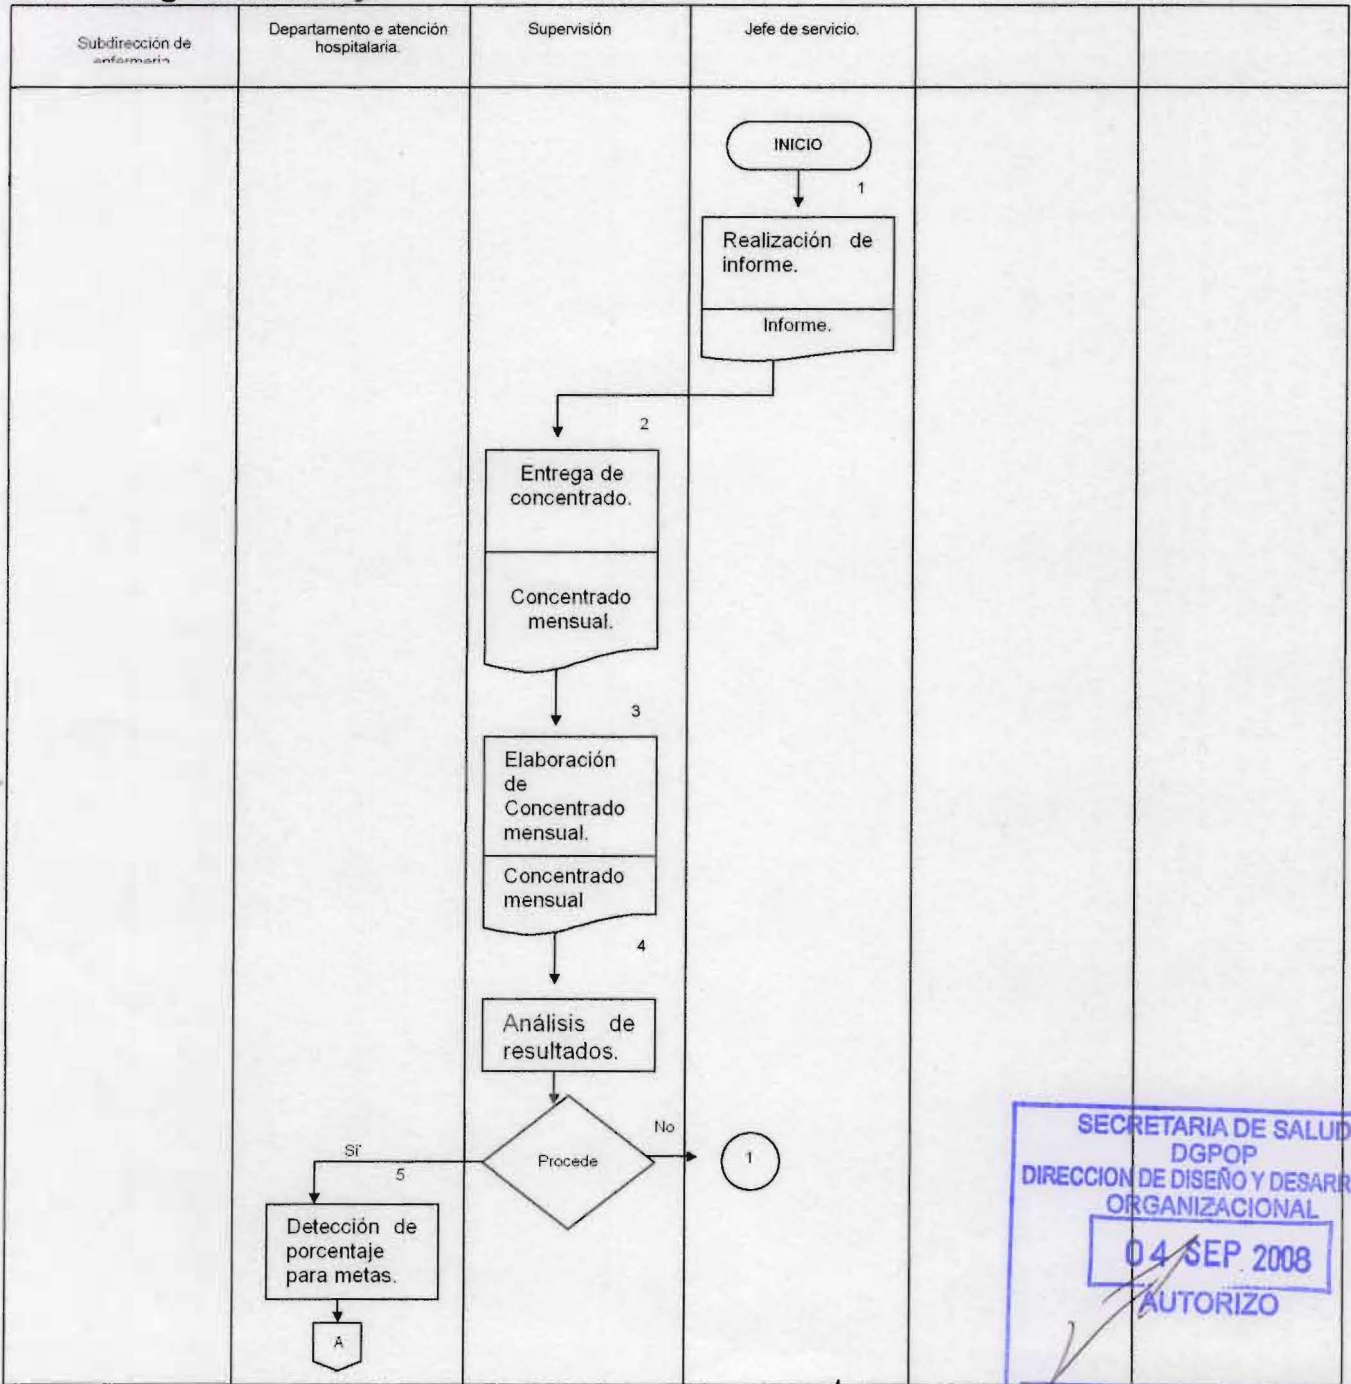 Subdirección de
enfermería
Departamento e atención
hospitalaria.
Supervisión
Jefe de servicio.
INICIO
1
Realización de
informe.
Informe.
2
Entrega de
concentrado.
Concentrado
mensual.
3
Elaboración
de
Concentrado
mensual.
Concentrado
mensual
4
Análisis de
resultados.
Procede
No
1
Sí
5
Detección de
porcentaje
para metas.
A
SECRETARIA DE SALUD
DGPOP
DIRECCION DE DISEÑO Y DESARR
ORGANIZACIONAL
04 SEP. 2008
AUTORIZO